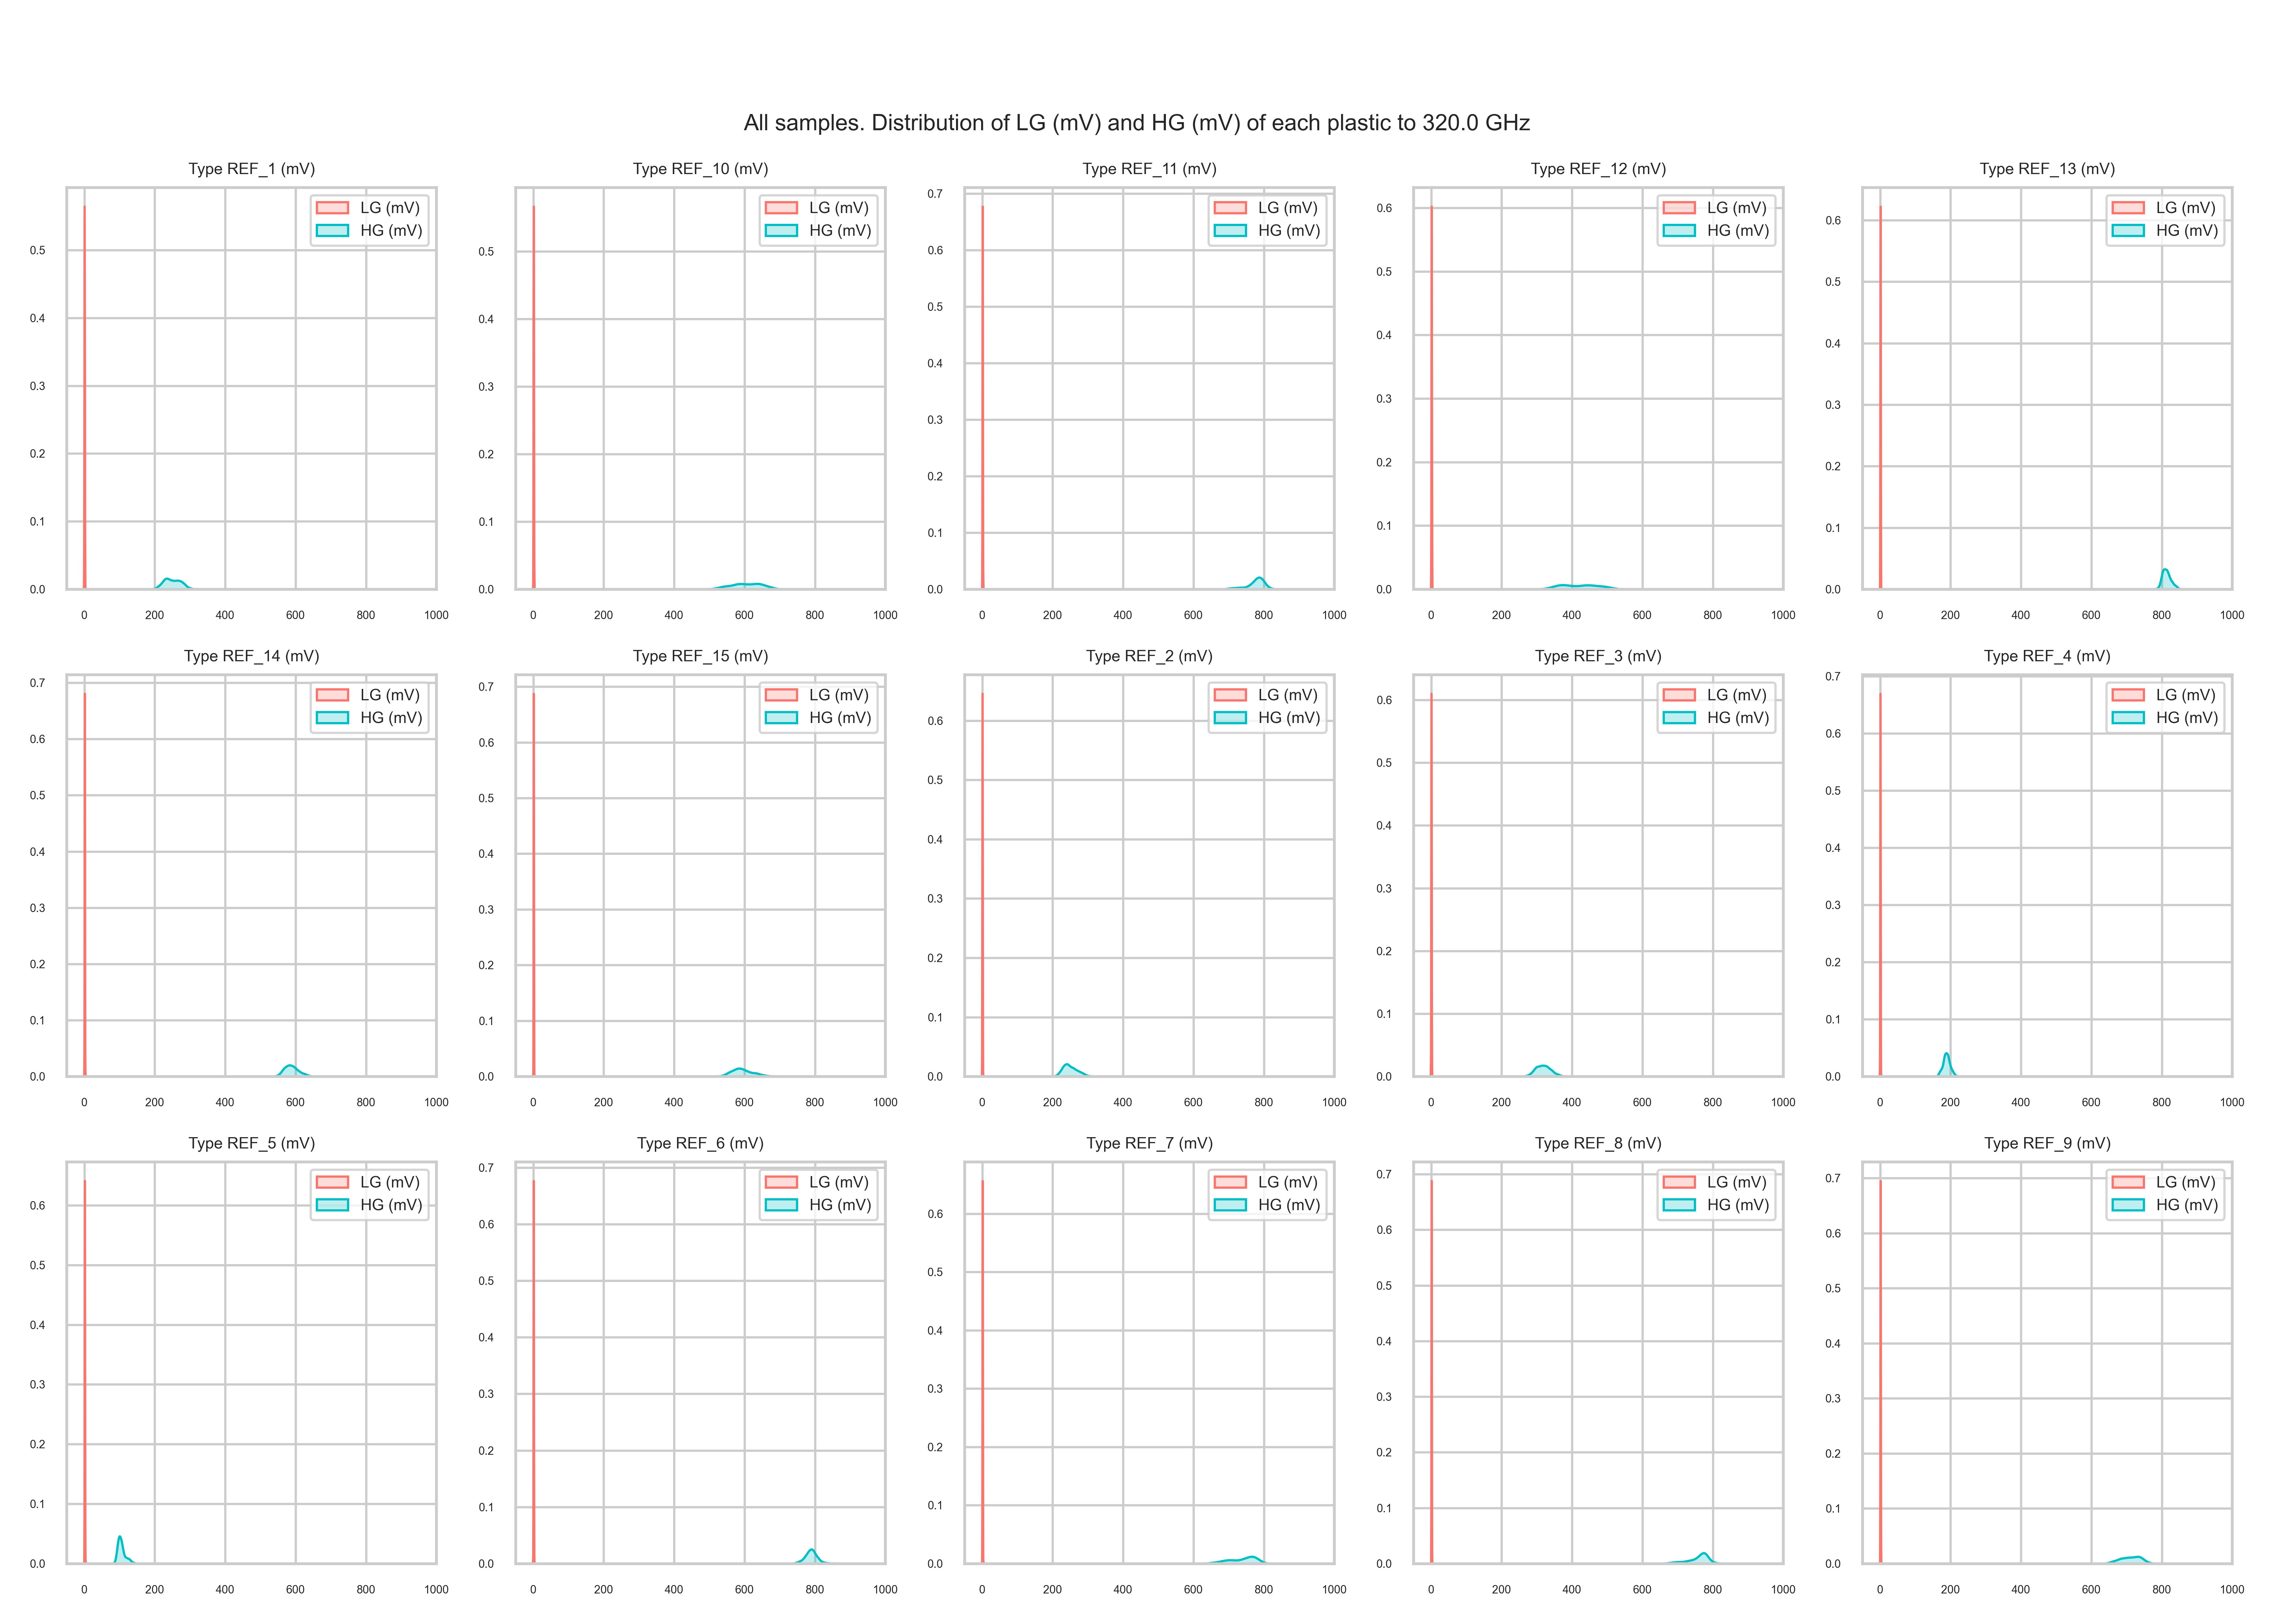 All samples. Distribution of LG (mV) and HG (mV) of each plastic to 320.0 GHz
Type REF_1 (mV)
LG (mV)
HG (mV)
0.5
0.4
0.3
0.2
0.1
0.0
0 200 400 600 800 1000
Type REF_10 (mV)
LG (mV)
HG (mV)
0.5
0.4
0.3
0.2
0.1
0.0
0 200 400 600 800 1000
Type REF_11 (mV)
LG (mV)
HG (mV)
0.7
0.6
0.5
0.4
0.3
0.2
0.1
0.0
0 200 400 600 800 1000
Type REF_12 (mV)
LG (mV)
HG (mV)
0.6
0.5
0.4
0.3
0.2
0.1
0.0
0 200 400 600 800 1000
Type REF_13 (mV)
LG (mV)
HG (mV)
0.6
0.5
0.4
0.3
0.2
0.1
0.0
0 200 400 600 800 1000
Type REF_14 (mV)
LG (mV)
HG (mV)
0.7
0.6
0.5
0.4
0.3
0.2
0.1
0.0
0 200 400 600 800 1000
Type REF_15 (mV)
LG (mV)
HG (mV)
0.7
0.6
0.5
0.4
0.3
0.2
0.1
0.0
0 200 400 600 800 1000
Type REF_2 (mV)
LG (mV)
HG (mV)
0.6
0.5
0.4
0.3
0.2
0.1
0.0
0 200 400 600 800 1000
Type REF_3 (mV)
LG (mV)
HG (mV)
0.6
0.5
0.4
0.3
0.2
0.1
0.0
0 200 400 600 800 1000
Type REF_4 (mV)
LG (mV)
HG (mV)
0.7
0.6
0.5
0.4
0.3
0.2
0.1
0.0
0 200 400 600 800 1000
Type REF_5 (mV)
LG (mV)
HG (mV)
0.6
0.5
0.4
0.3
0.2
0.1
0.0
0 200 400 600 800 1000
Type REF_6 (mV)
LG (mV)
HG (mV)
0.7
0.6
0.5
0.4
0.3
0.2
0.1
0.0
0 200 400 600 800 1000
Type REF_7 (mV)
LG (mV)
HG (mV)
0.6
0.5
0.4
0.3
0.2
0.1
0.0
0 200 400 600 800 1000
Type REF_8 (mV)
LG (mV)
HG (mV)
0.7
0.6
0.5
0.4
0.3
0.2
0.1
0.0
0 200 400 600 800 1000
Type REF_9 (mV)
LG (mV)
HG (mV)
0.7
0.6
0.5
0.4
0.3
0.2
0.1
0.0
0 200 400 600 800 1000